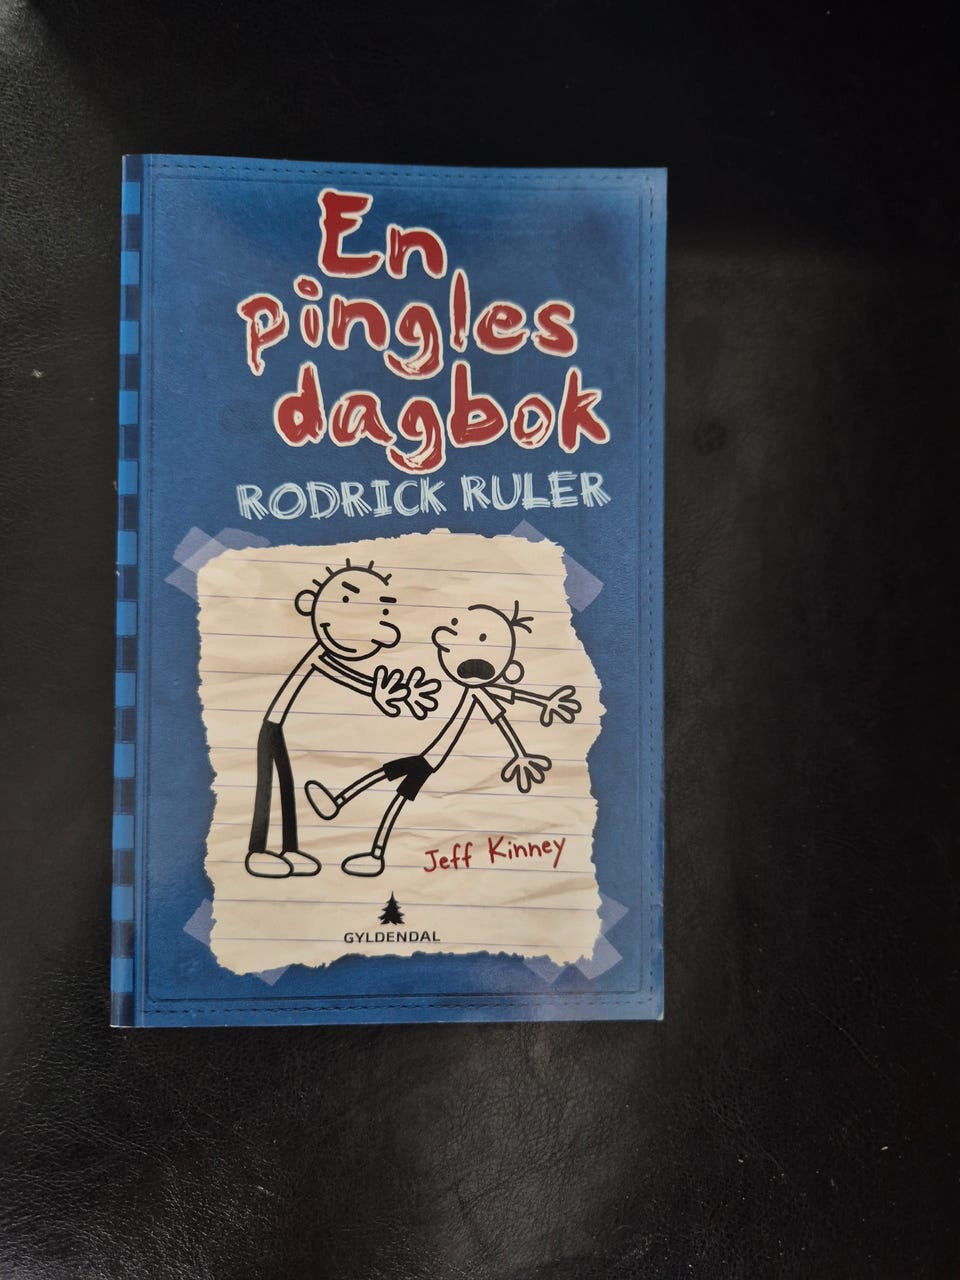 En
pingles
dagbok
RODRICK RULER
Jeff Kinney
GYLDENDAL